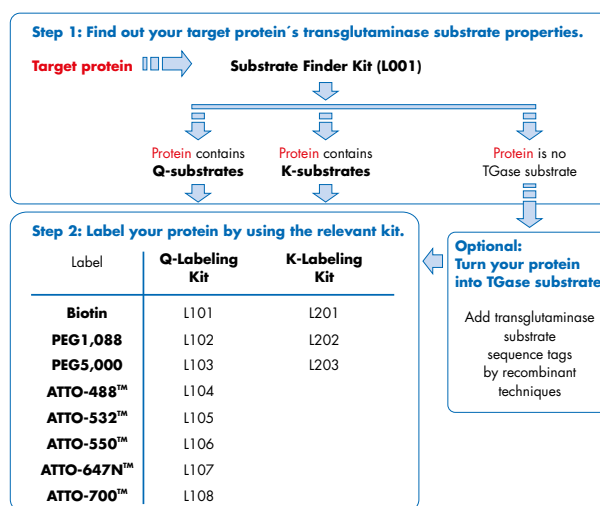 Step 1: Find out your target protein´s transglutaminase substrate properties.
Target protein
Substrate Finder Kit (L001)
Protein contains
Q-substrates
Protein contains
K-substrates
Protein is no
TGase substrate
Step 2: Label your protein by using the relevant kit.
Label
Q-Labeling
Kit
K-Labeling
Kit
Biotin L101 L201
PEG1,088 L102 L202
PEG5,000 L103 L203
ATTO-488™ L104
ATTO-532™ L105
ATTO-550™ L106
ATTO-647N™ L107
ATTO-700™ L108
Optional:
Turn your protein
into TGase substrate
Add transglutaminase
substrate
sequence tags
by recombinant
techniques